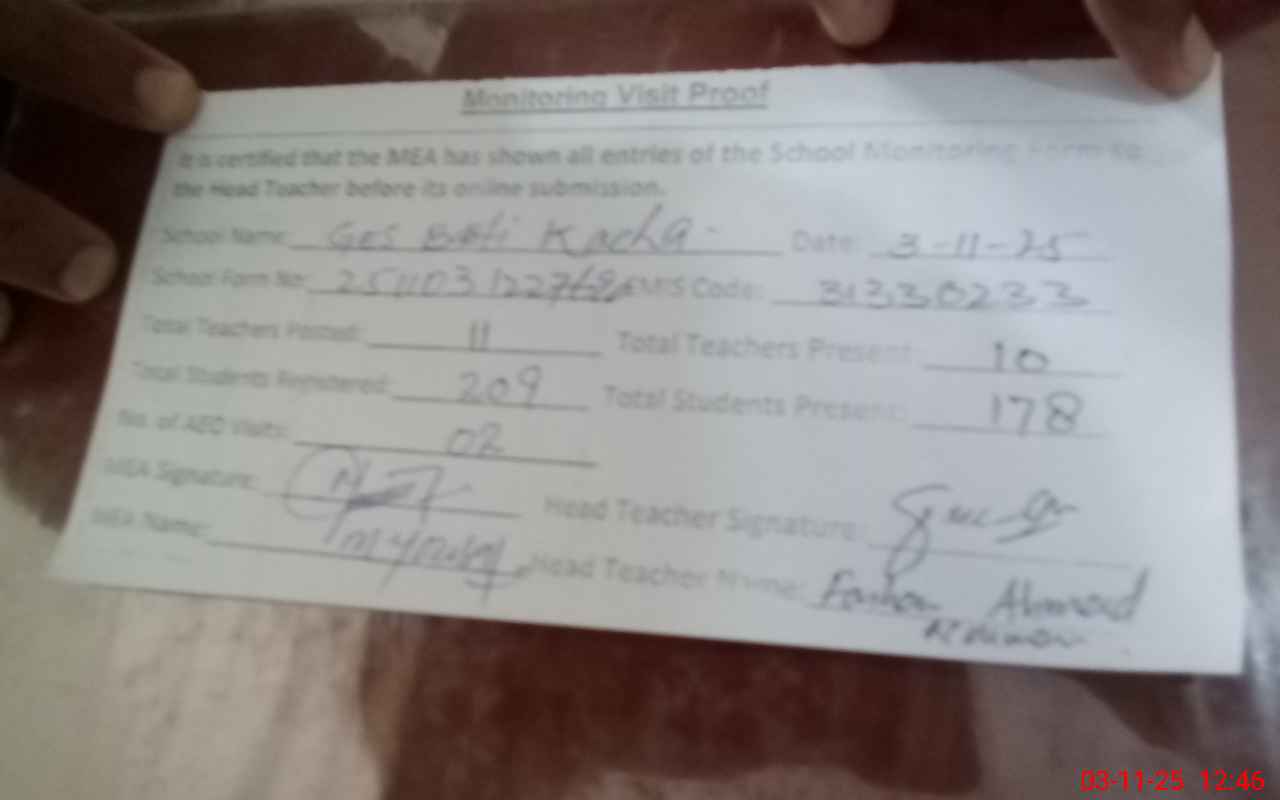 Monitoring Visit Proof
It is certified that the MEA has shown all entries of the School Monitoring Form to
the Head Teacher before its online submission.
School Name: GES Basti Kacha Date: 3-11-25
School Form No: EMIS Code: 31330233
Total Teachers Posted: 11 Total Teachers Present: 10
Total Students Registered: 209 Total Students Present: 178
No. of AEO Visits: 02
MEA Signature: Head Teacher Signature:
MEA Name: Head Teacher Name: Ahmad
03-11-25 12:46